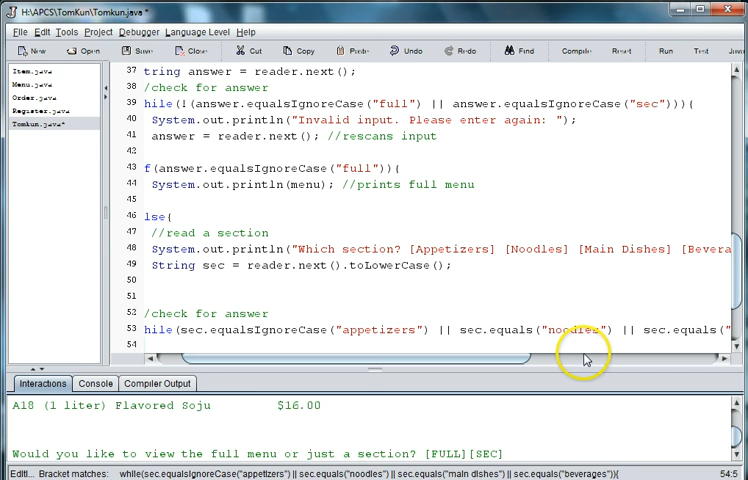 H:\APCS\TomKun\Tomkun.java *
File Edit Tools Project Debugger Language Level Help
New Open Save Close Cut Copy Paste Undo Redo Find Compile Reset Run Test
Item.java
Menu.java
Order.java
Register.java
Tomkun.java*
37 tring answer = reader.next();
38 /check for answer
39 hile(!(answer.equalsIgnoreCase("full") || answer.equalsIgnoreCase("sec"))){
40 System.out.println("Invalid input. Please enter again: ");
41 answer = reader.next(); //rescans input
42
43 f(answer.equalsIgnoreCase("full")){
44 System.out.println(menu); //prints full menu
45
46 lse{
47 //read a section
48 System.out.println("Which section? [Appetizers] [Noodles] [Main Dishes] [Bevera
49 String sec = reader.next().toLowerCase();
50
51
52 /check for answer
53 hile(sec.equalsIgnoreCase("appetizers") || sec.equals("noodles") || sec.equals("
54
Interactions Console Compiler Output
A18 (1 liter) Flavored Soju $16.00
Would you like to view the full menu or just a section? [FULL][SEC]
Editi... Bracket matches: while(sec.equalsIgnoreCase("appetizers") || sec.equals("noodles") || sec.equals("main dishes") || sec.equals("beverages")){ 54:5